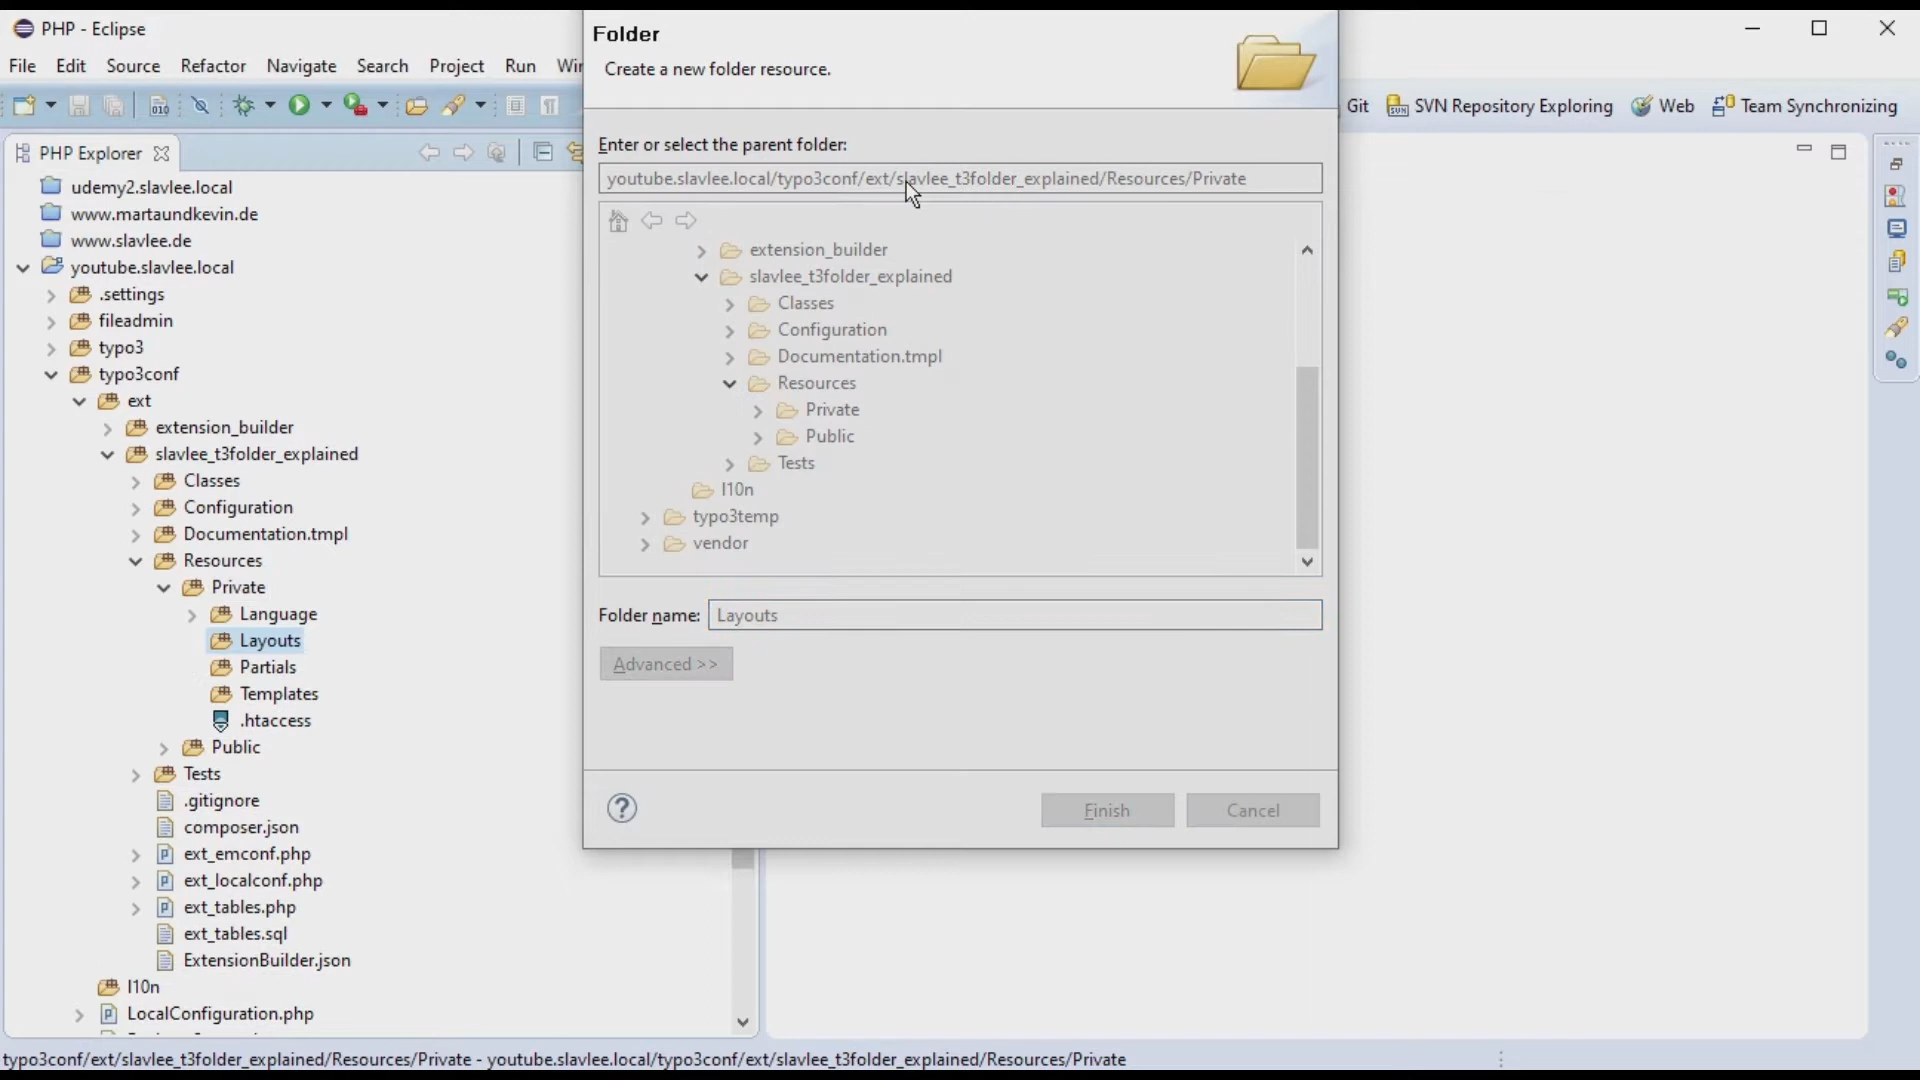 PHP - Eclipse
File Edit Source Refactor Navigate Search Project Run
Git SVN Repository Exploring Web Team Synchronizing
PHP Explorer
udemy2.slavlee.local
www.martaundkevin.de
www.slavlee.de
youtube.slavlee.local
.settings
fileadmin
typo3
typo3conf
ext
extension_builder
slavlee_t3folder_explained
Classes
Configuration
Documentation.tmpl
Resources
Private
Language
Layouts
Partials
Templates
.htaccess
Public
Tests
.gitignore
composer.json
ext_emconf.php
ext_localconf.php
ext_tables.php
ext_tables.sql
ExtensionBuilder.json
l10n
LocalConfiguration.php
Folder
Create a new folder resource.
Enter or select the parent folder:
youtube.slavlee.local/typo3conf/ext/slavlee_t3folder_explained/Resources/Private
extension_builder
slavlee_t3folder_explained
Classes
Configuration
Documentation.tmpl
Resources
Private
Public
Tests
l10n
typo3temp
vendor
Folder name: Layouts
Advanced >>
Finish Cancel
typo3conf/ext/slavlee_t3folder_explained/Resources/Private - youtube.slavlee.local/typo3conf/ext/slavlee_t3folder_explained/Resources/Private